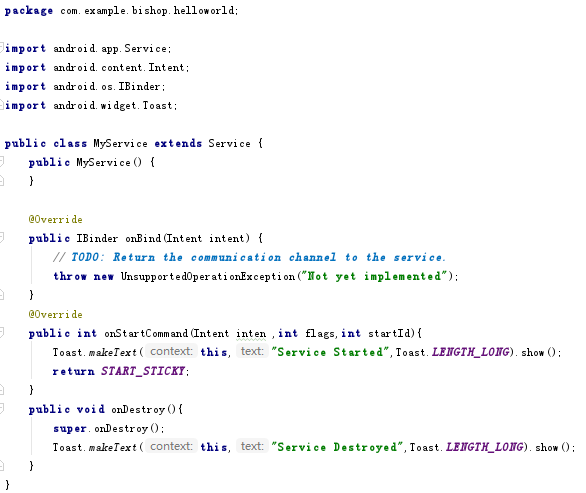 package com.example.bishop.helloworld;
import android.app.Service;
import android.content.Intent;
import android.os.IBinder;
import android.widget.Toast;
public class MyService extends Service {
    public MyService() {
    }
    @Override
    public IBinder onBind(Intent intent) {
        // TODO: Return the communication channel to the service.
        throw new UnsupportedOperationException("Not yet implemented");
    }
    @Override
    public int onStartCommand(Intent inten ,int flags,int startId){
        Toast.makeText( context: this, text: "Service Started",Toast.LENGTH_LONG).show();
        return START_STICKY;
    }
    public void onDestroy(){
        super.onDestroy();
        Toast.makeText( context: this, text: "Service Destroyed",Toast.LENGTH_LONG).show();
    }
}